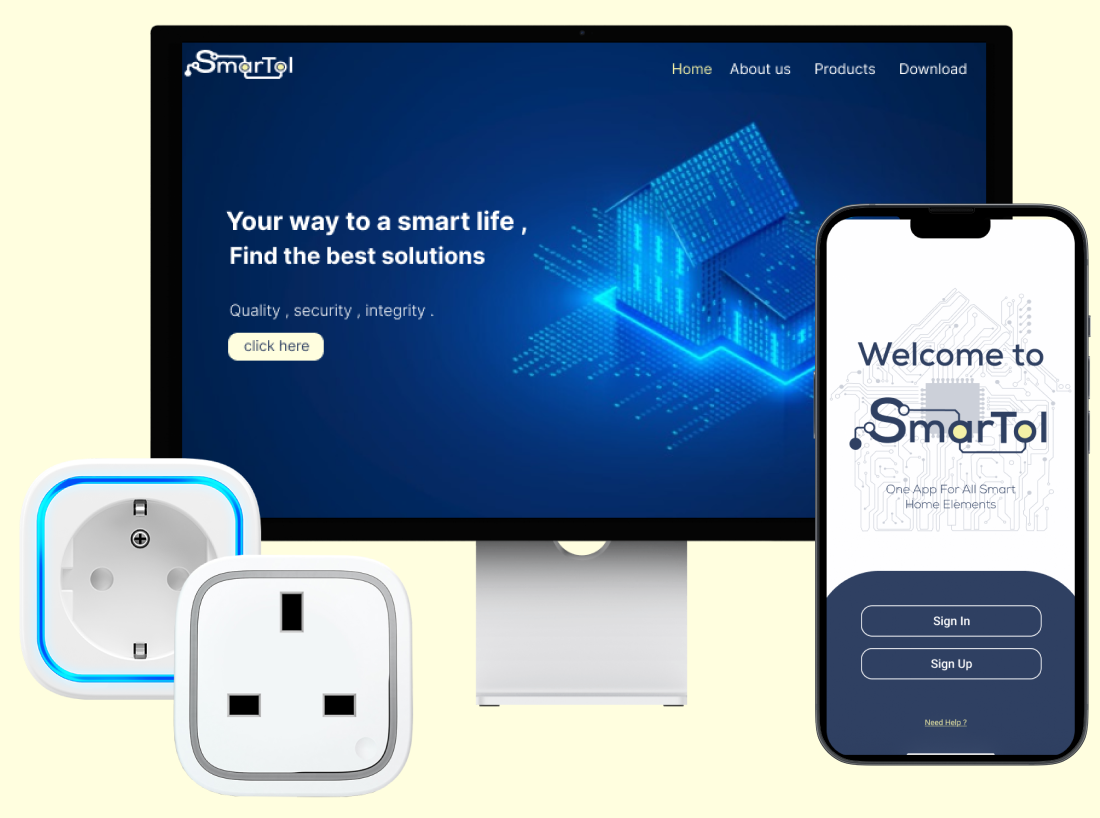 SmarTol
Home About us Products Download
Your way to a smart life ,
Find the best solutions
Quality , security , integrity .
click here
Welcome to
SmarTol
One App For All Smart
Home Elements
Sign In
Sign Up
Need Help ?